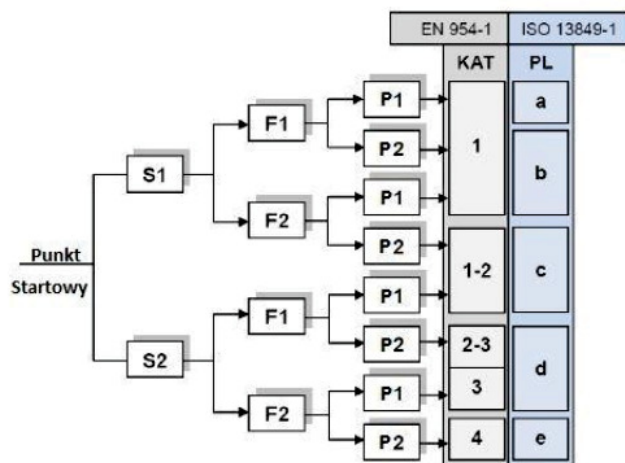 EN 954-1 ISO 13849-1
KAT PL
P1 a
F1
P2 1
S1 b
P1
F2
P2
Punkt 1-2 c
Startowy
P1
F1
P2 2-3
S2 d
P1 3
F2
P2 4 e